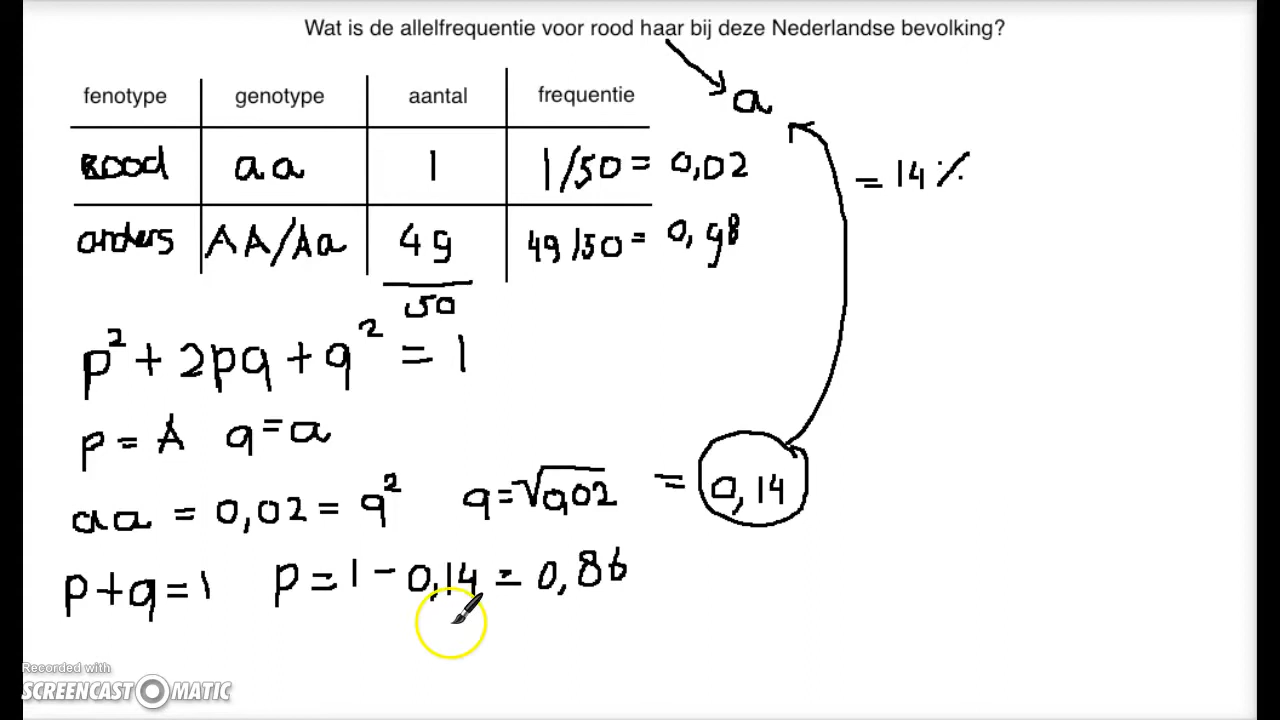 Wat is de allelfrequentie voor rood haar bij deze Nederlandse bevolking?
fenotype genotype aantal frequentie
a
rood aa 1 1/50 = 0,02
= 14 %
anders AA/Aa 49 49/50 = 0,98
50
p² + 2pq + q² = 1
p = A q = a
aa = 0,02 = q² q = √0,02 = 0,14
p + q = 1 p = 1 - 0,14 = 0,86
Recorded with
SCREENCAST MATIC